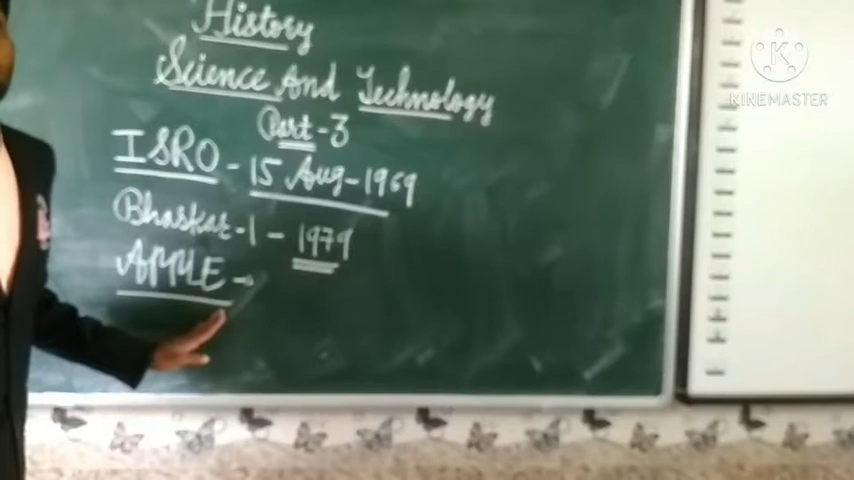 History
Science And Technology
Part-3
ISRO - 15 Aug-1969
Bhaskar-1 - 1979
APPLE -
K
KINEMASTER